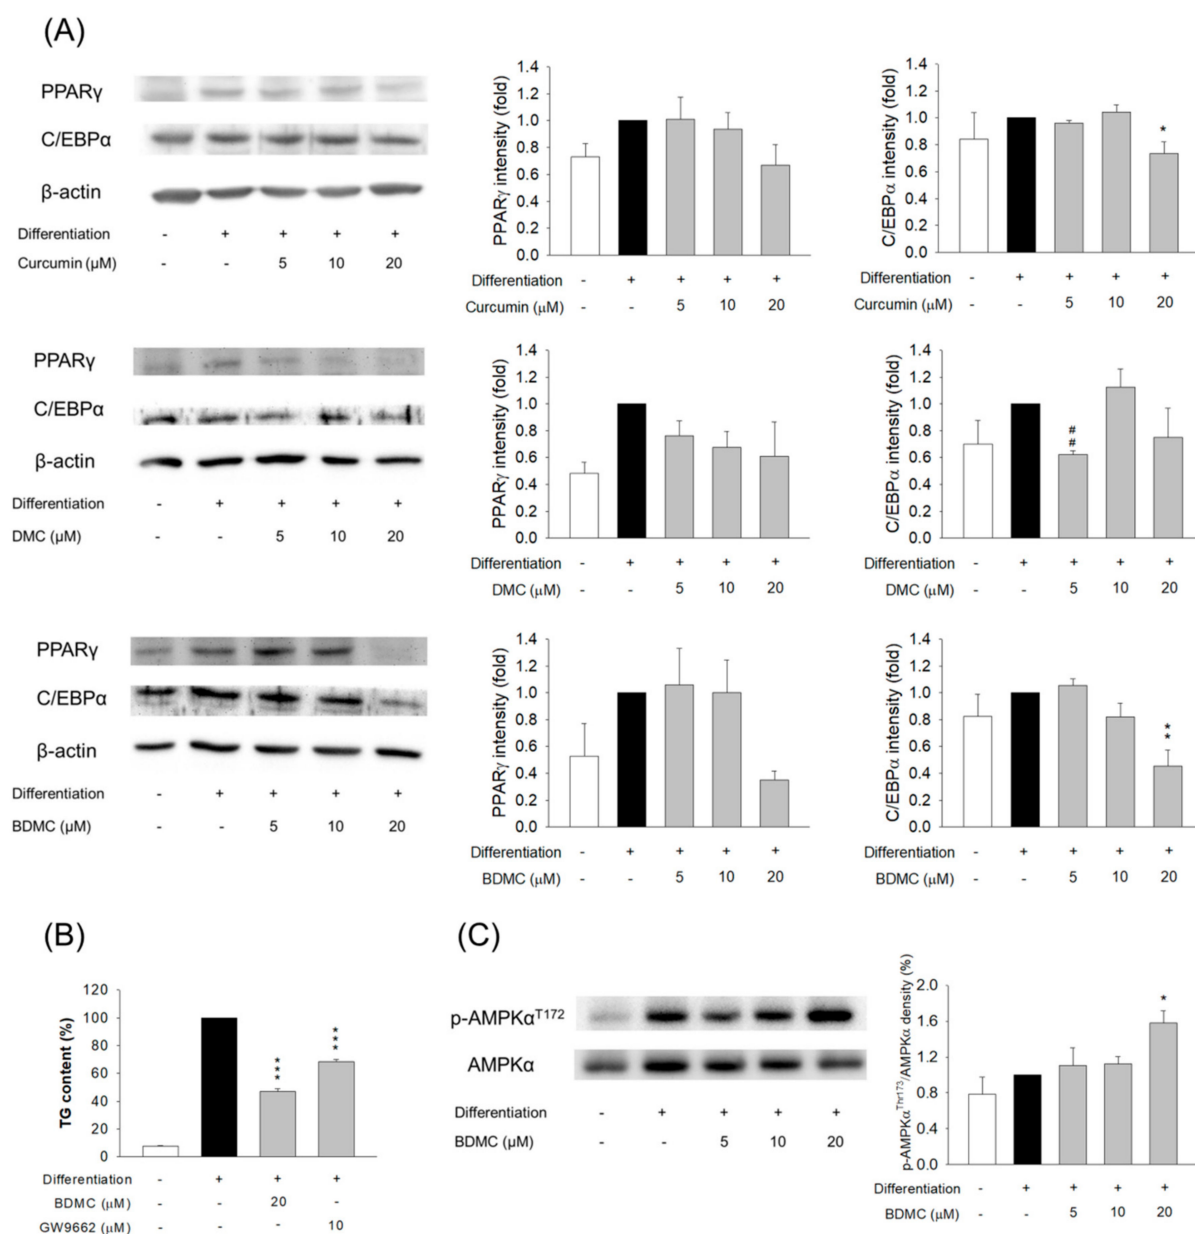 (A)
PPARγ
C/EBPα
β-actin
Differentiation - + + + +
Curcumin (µM) - - 5 10 20
PPARγ intensity (fold)
1.4
1.2
1.0
0.8
0.6
0.4
0.2
0.0
Differentiation - + + + +
Curcumin (µM) - - 5 10 20
C/EBPα intensity (fold)
1.4
1.2
1.0
0.8
0.6
0.4
0.2
0.0
*
Differentiation - + + + +
Curcumin (µM) - - 5 10 20
PPARγ
C/EBPα
β-actin
Differentiation - + + + +
DMC (µM) - - 5 10 20
PPARγ intensity (fold)
1.4
1.2
1.0
0.8
0.6
0.4
0.2
0.0
Differentiation - + + + +
DMC (µM) - - 5 10 20
C/EBPα intensity (fold)
1.4
1.2
1.0
0.8
0.6
0.4
0.2
0.0
##
Differentiation - + + + +
DMC (µM) - - 5 10 20
PPARγ
C/EBPα
β-actin
Differentiation - + + + +
BDMC (µM) - - 5 10 20
PPARγ intensity (fold)
1.4
1.2
1.0
0.8
0.6
0.4
0.2
0.0
Differentiation - + + + +
BDMC (µM) - - 5 10 20
C/EBPα intensity (fold)
1.4
1.2
1.0
0.8
0.6
0.4
0.2
0.0
**
Differentiation - + + + +
BDMC (µM) - - 5 10 20
(B)
TG content (%)
120
100
80
60
40
20
0
***
***
Differentiation - + + +
BDMC (µM) - - 20 -
GW9662 (µM) - - - 10
(C)
p-AMPKα^T172
AMPKα
Differentiation - + + + +
BDMC (µM) - - 5 10 20
p-AMPKα^Thr173/AMPKα density (%)
2.0
1.6
1.2
0.8
0.4
0.0
*
Differentiation - + + + +
BDMC (µM) - - 5 10 20